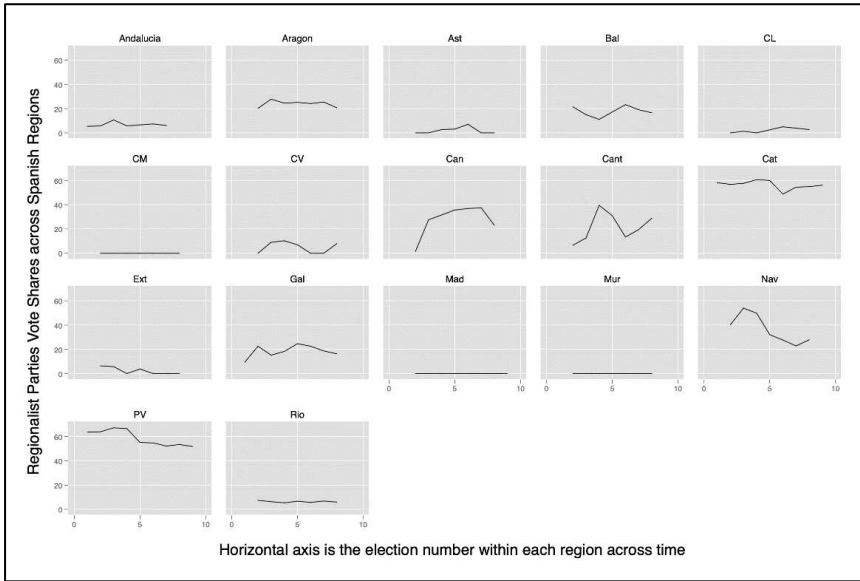 Andalucia Aragon Ast Bal CL
60
40
20
0
CM CV Can Cant Cat
60
40
20
0
Ext Gal Mad Mur Nav
60
40
20
0
0 5 10 0 5 10 0 5 10
PV Rio
60
40
20
0
0 5 10 0 5 10
Regionalist Parties Vote Shares across Spanish Regions
Horizontal axis is the election number within each region across time